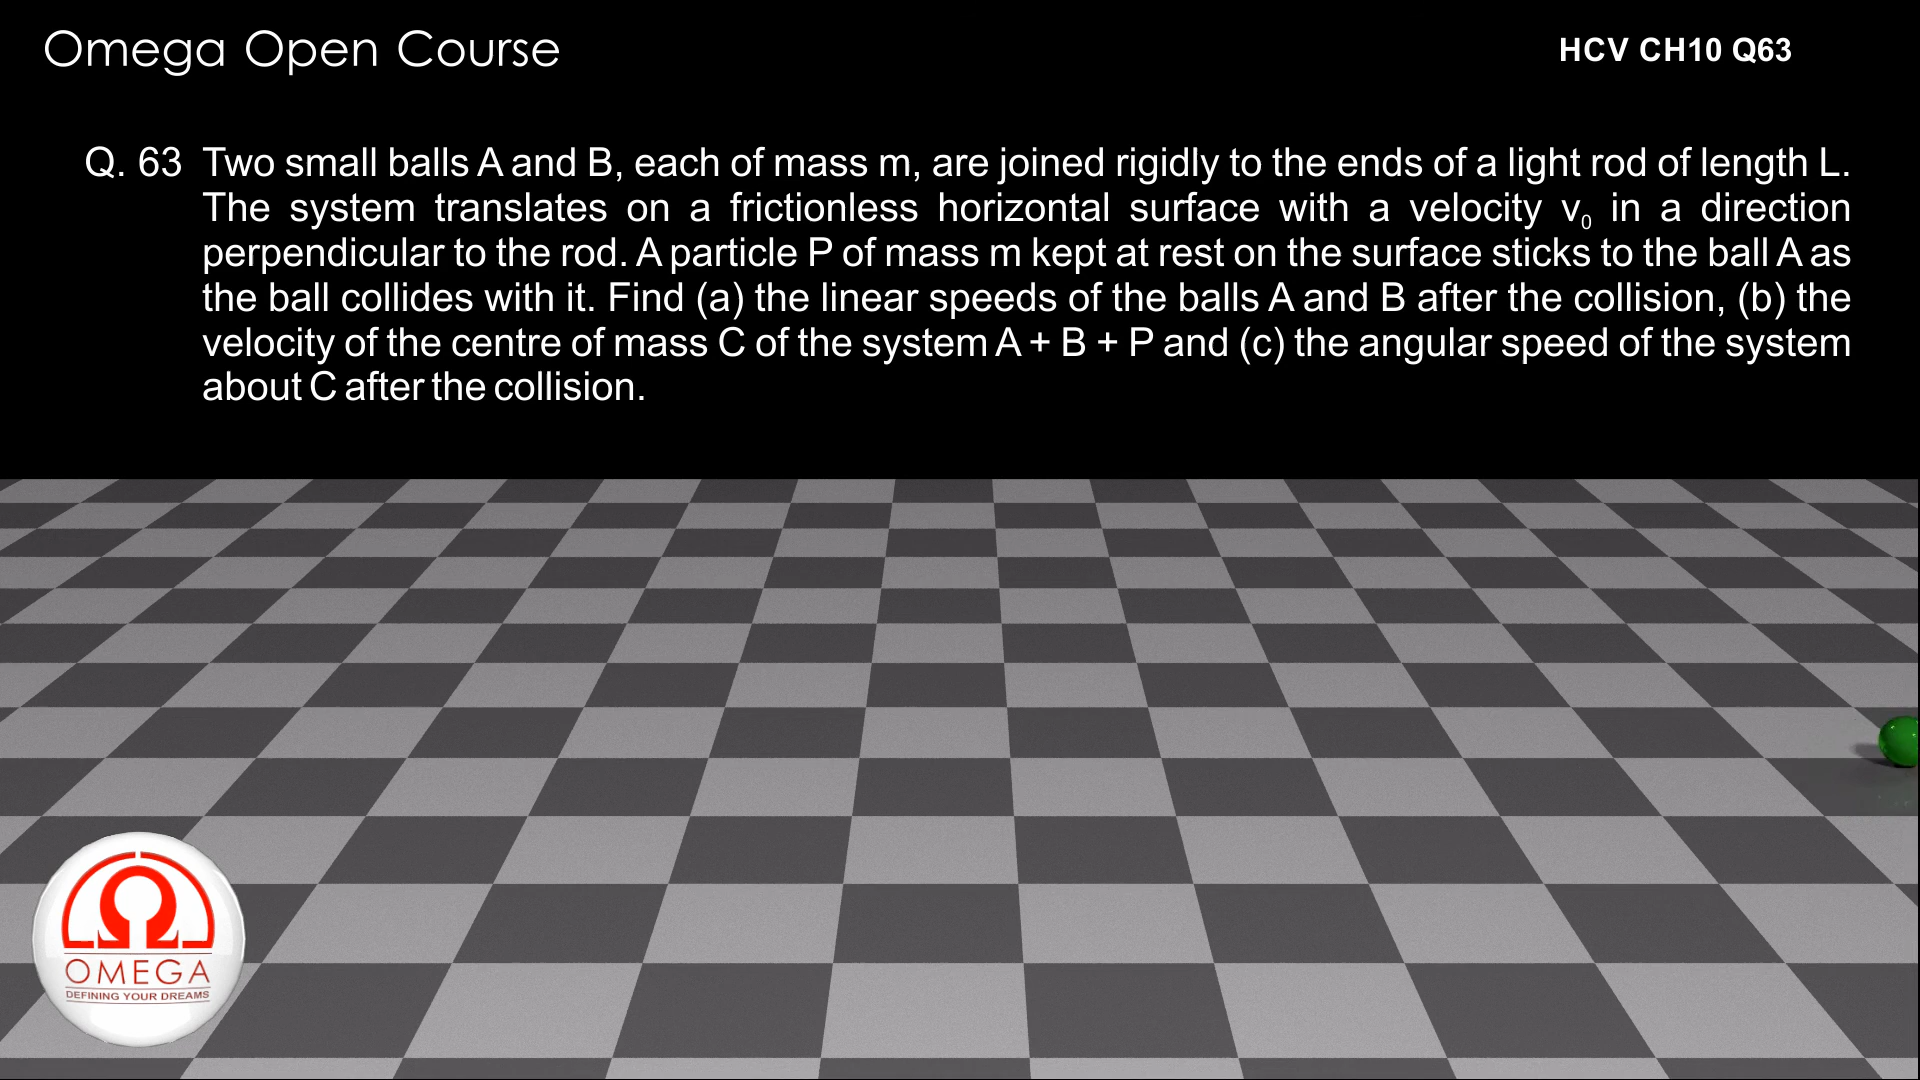 Omega Open Course
HCV CH10 Q63
Q. 63 Two small balls A and B, each of mass m, are joined rigidly to the ends of a light rod of length L.
The system translates on a frictionless horizontal surface with a velocity v₀ in a direction
perpendicular to the rod. A particle P of mass m kept at rest on the surface sticks to the ball A as
the ball collides with it. Find (a) the linear speeds of the balls A and B after the collision, (b) the
velocity of the centre of mass C of the system A + B + P and (c) the angular speed of the system
about C after the collision.
Ω
OMEGA
DEFINING YOUR DREAMS